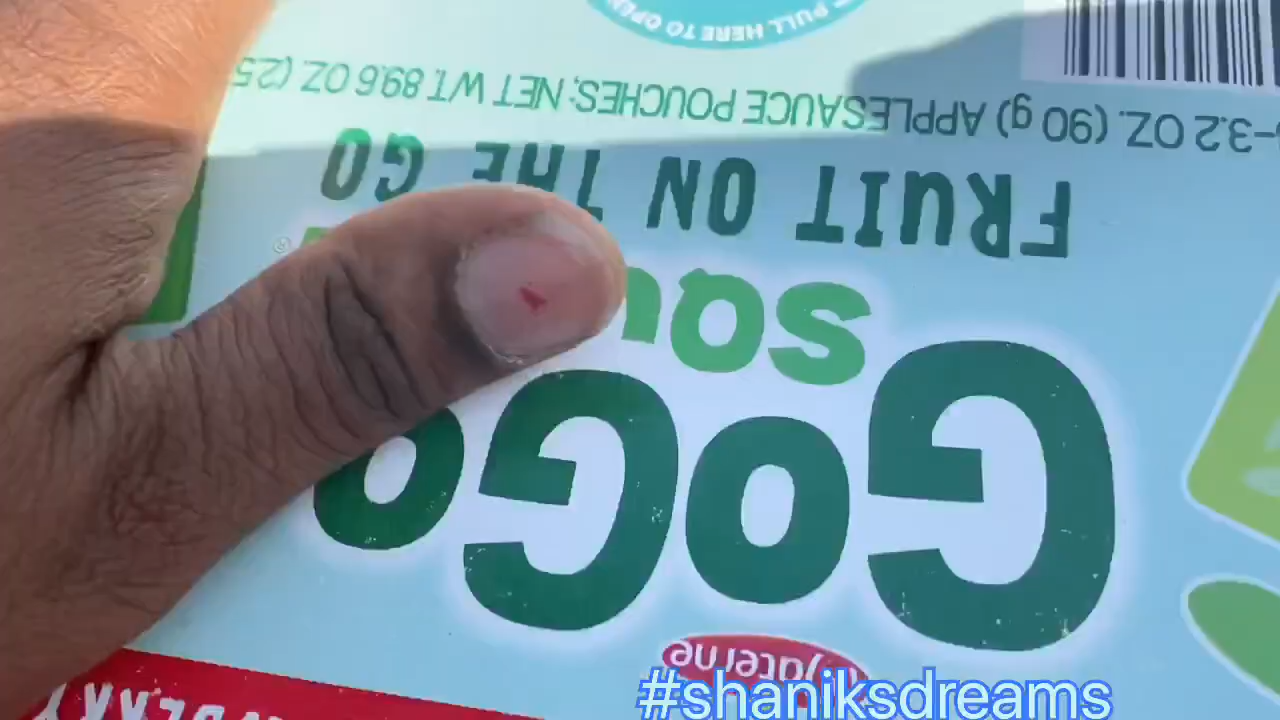 Materne
GoGo
squ
FRUIT ON THE GO
-3.2 OZ. (90 g) APPLESAUCE POUCHES; NET WT. 89.6 OZ (2.5
PULL HERE TO OPEN
#shaniksdreams